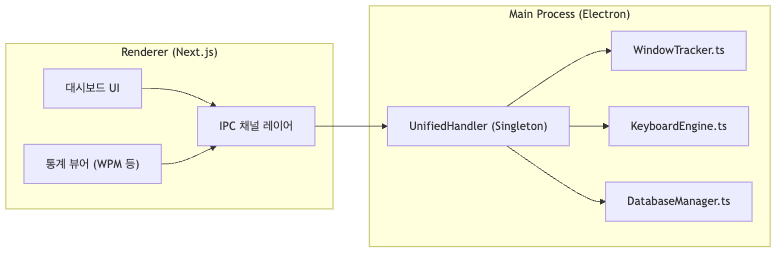 Renderer (Next.js)
대시보드 UI
통계 뷰어 (WPM 등)
IPC 채널 레이어
Main Process (Electron)
UnifiedHandler (Singleton)
WindowTracker.ts
KeyboardEngine.ts
DatabaseManager.ts